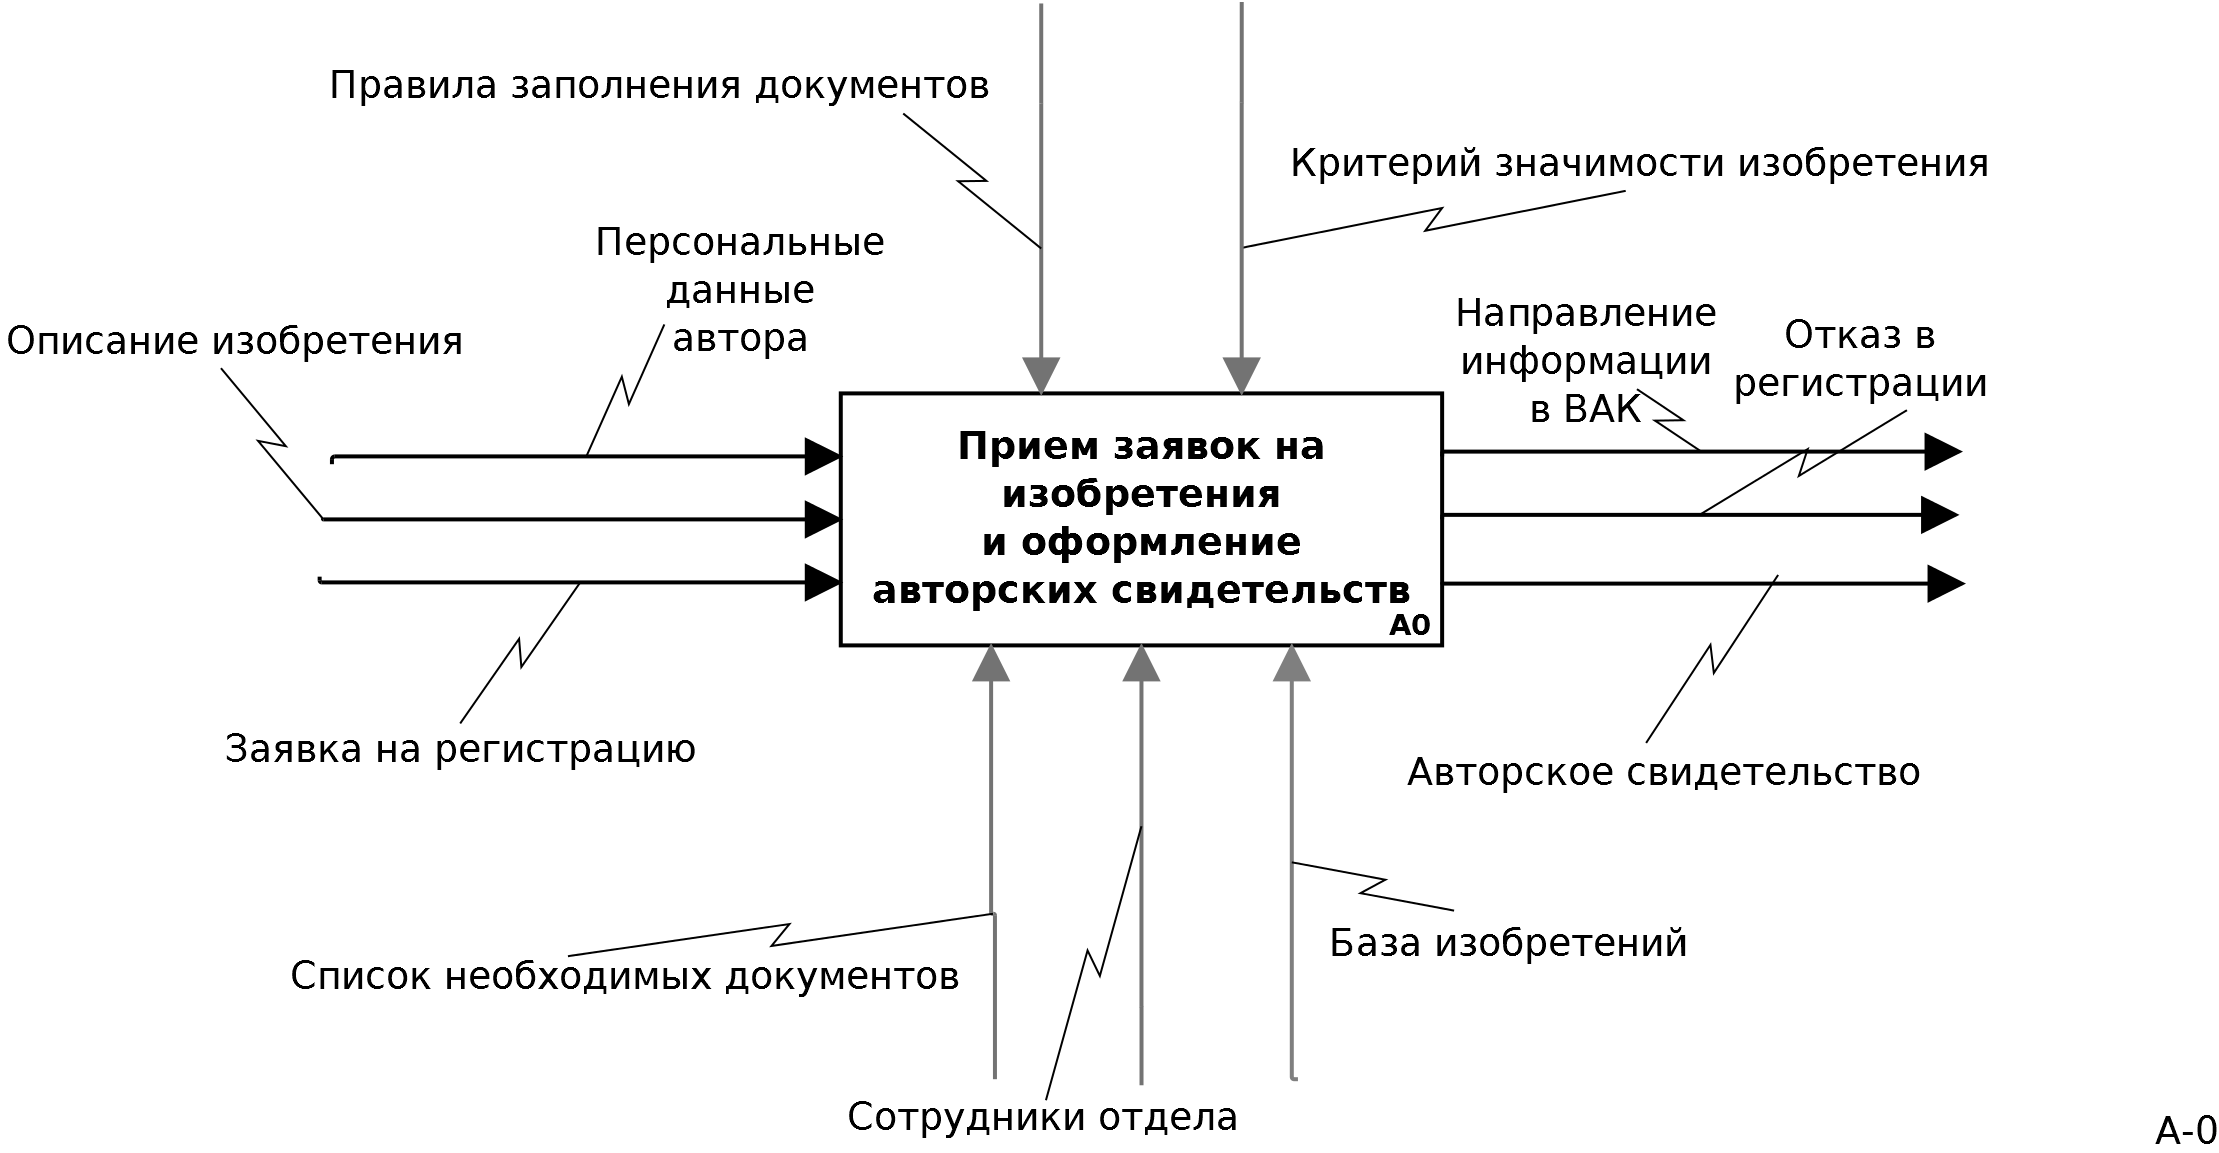 Правила заполнения документов
Критерий значимости изобретения
Персональные
данные
автора
Описание изобретения
Направление
информации
в ВАК
Отказ в
регистрации
Прием заявок на
изобретения
и оформление
авторских свидетельств
A0
Заявка на регистрацию
Авторское свидетельство
База изобретений
Список необходимых документов
Сотрудники отдела
A-0